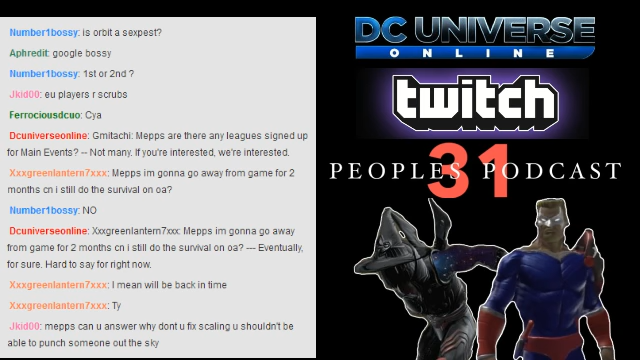 Number1bossy: is orbit a sexpest?
Aphredit: google bossy
Number1bossy: 1st or 2nd ?
Jkid00: eu players r scrubs
Ferrociousdcuo: Cya
Dcuniverseonline: Gmitachi: Mepps are there any leagues signed up
for Main Events? -- Not many. If you're interested, we're interested.
Xxxgreenlantern7xxx: Mepps im gonna go away from game for 2
months cn i still do the survival on oa?
Number1bossy: NO
Dcuniverseonline: Xxxgreenlantern7xxx: Mepps im gonna go away
from game for 2 months cn i still do the survival on oa? --- Eventually,
for sure. Hard to say for right now.
Xxxgreenlantern7xxx: I mean will be back in time
Xxxgreenlantern7xxx: Ty
Jkid00: mepps can u answer why dont u fix scaling u shouldn't be
able to punch someone out the sky
DC UNIVERSE
ONLINE
twitch
PEOPLES PODCAST
31